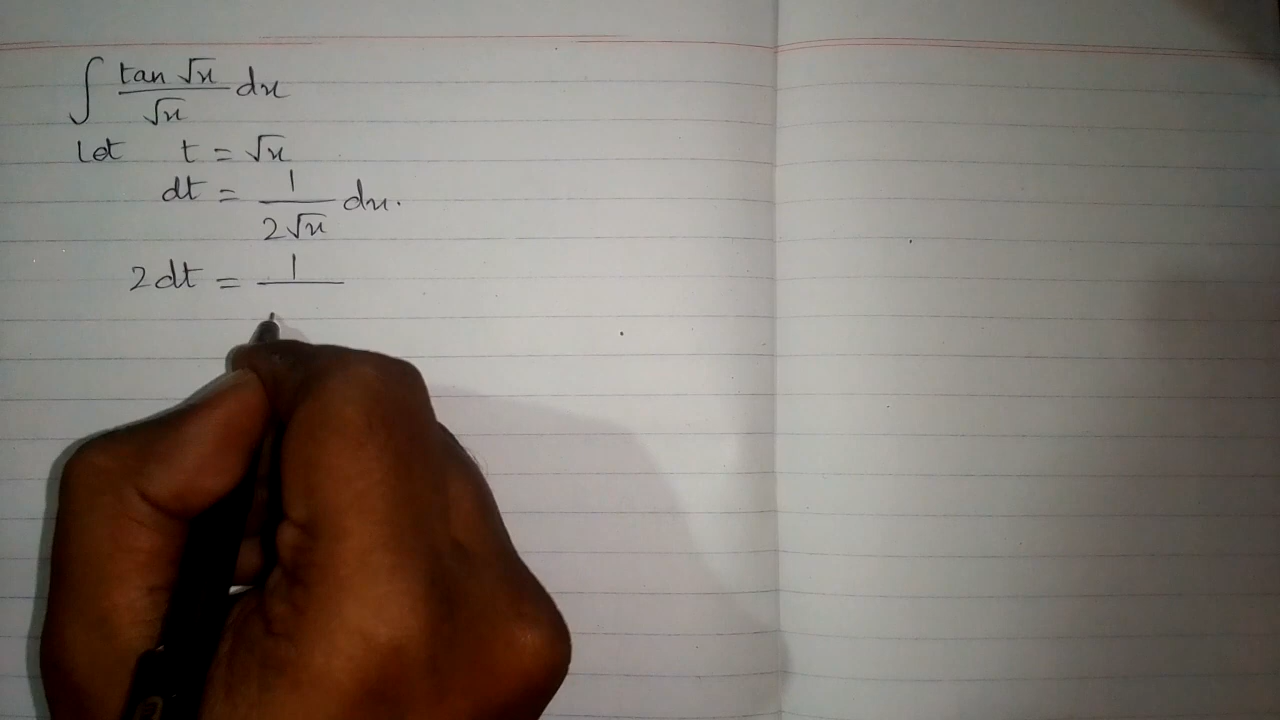 ∫ tan √x / √x dx
Let t = √x
dt = 1 / 2√x dx.
2dt = 1 /